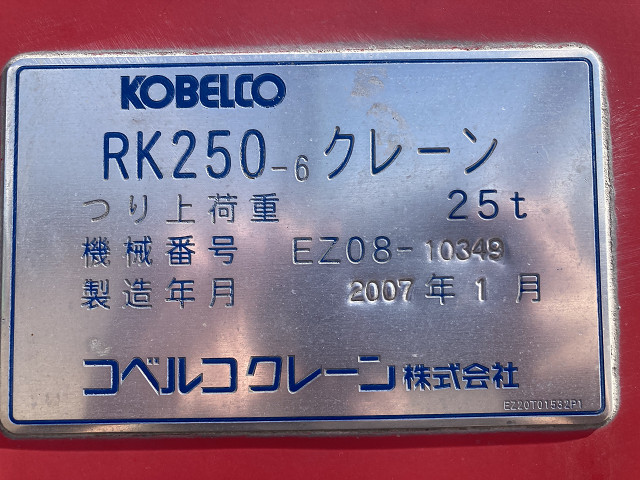 KOBELCO
RK250-6クレーン
つり上荷重 25t
機械番号 EZ08-10349
製造年月 2007年1月
コベルコクレーン株式会社
EZ20T01532P1